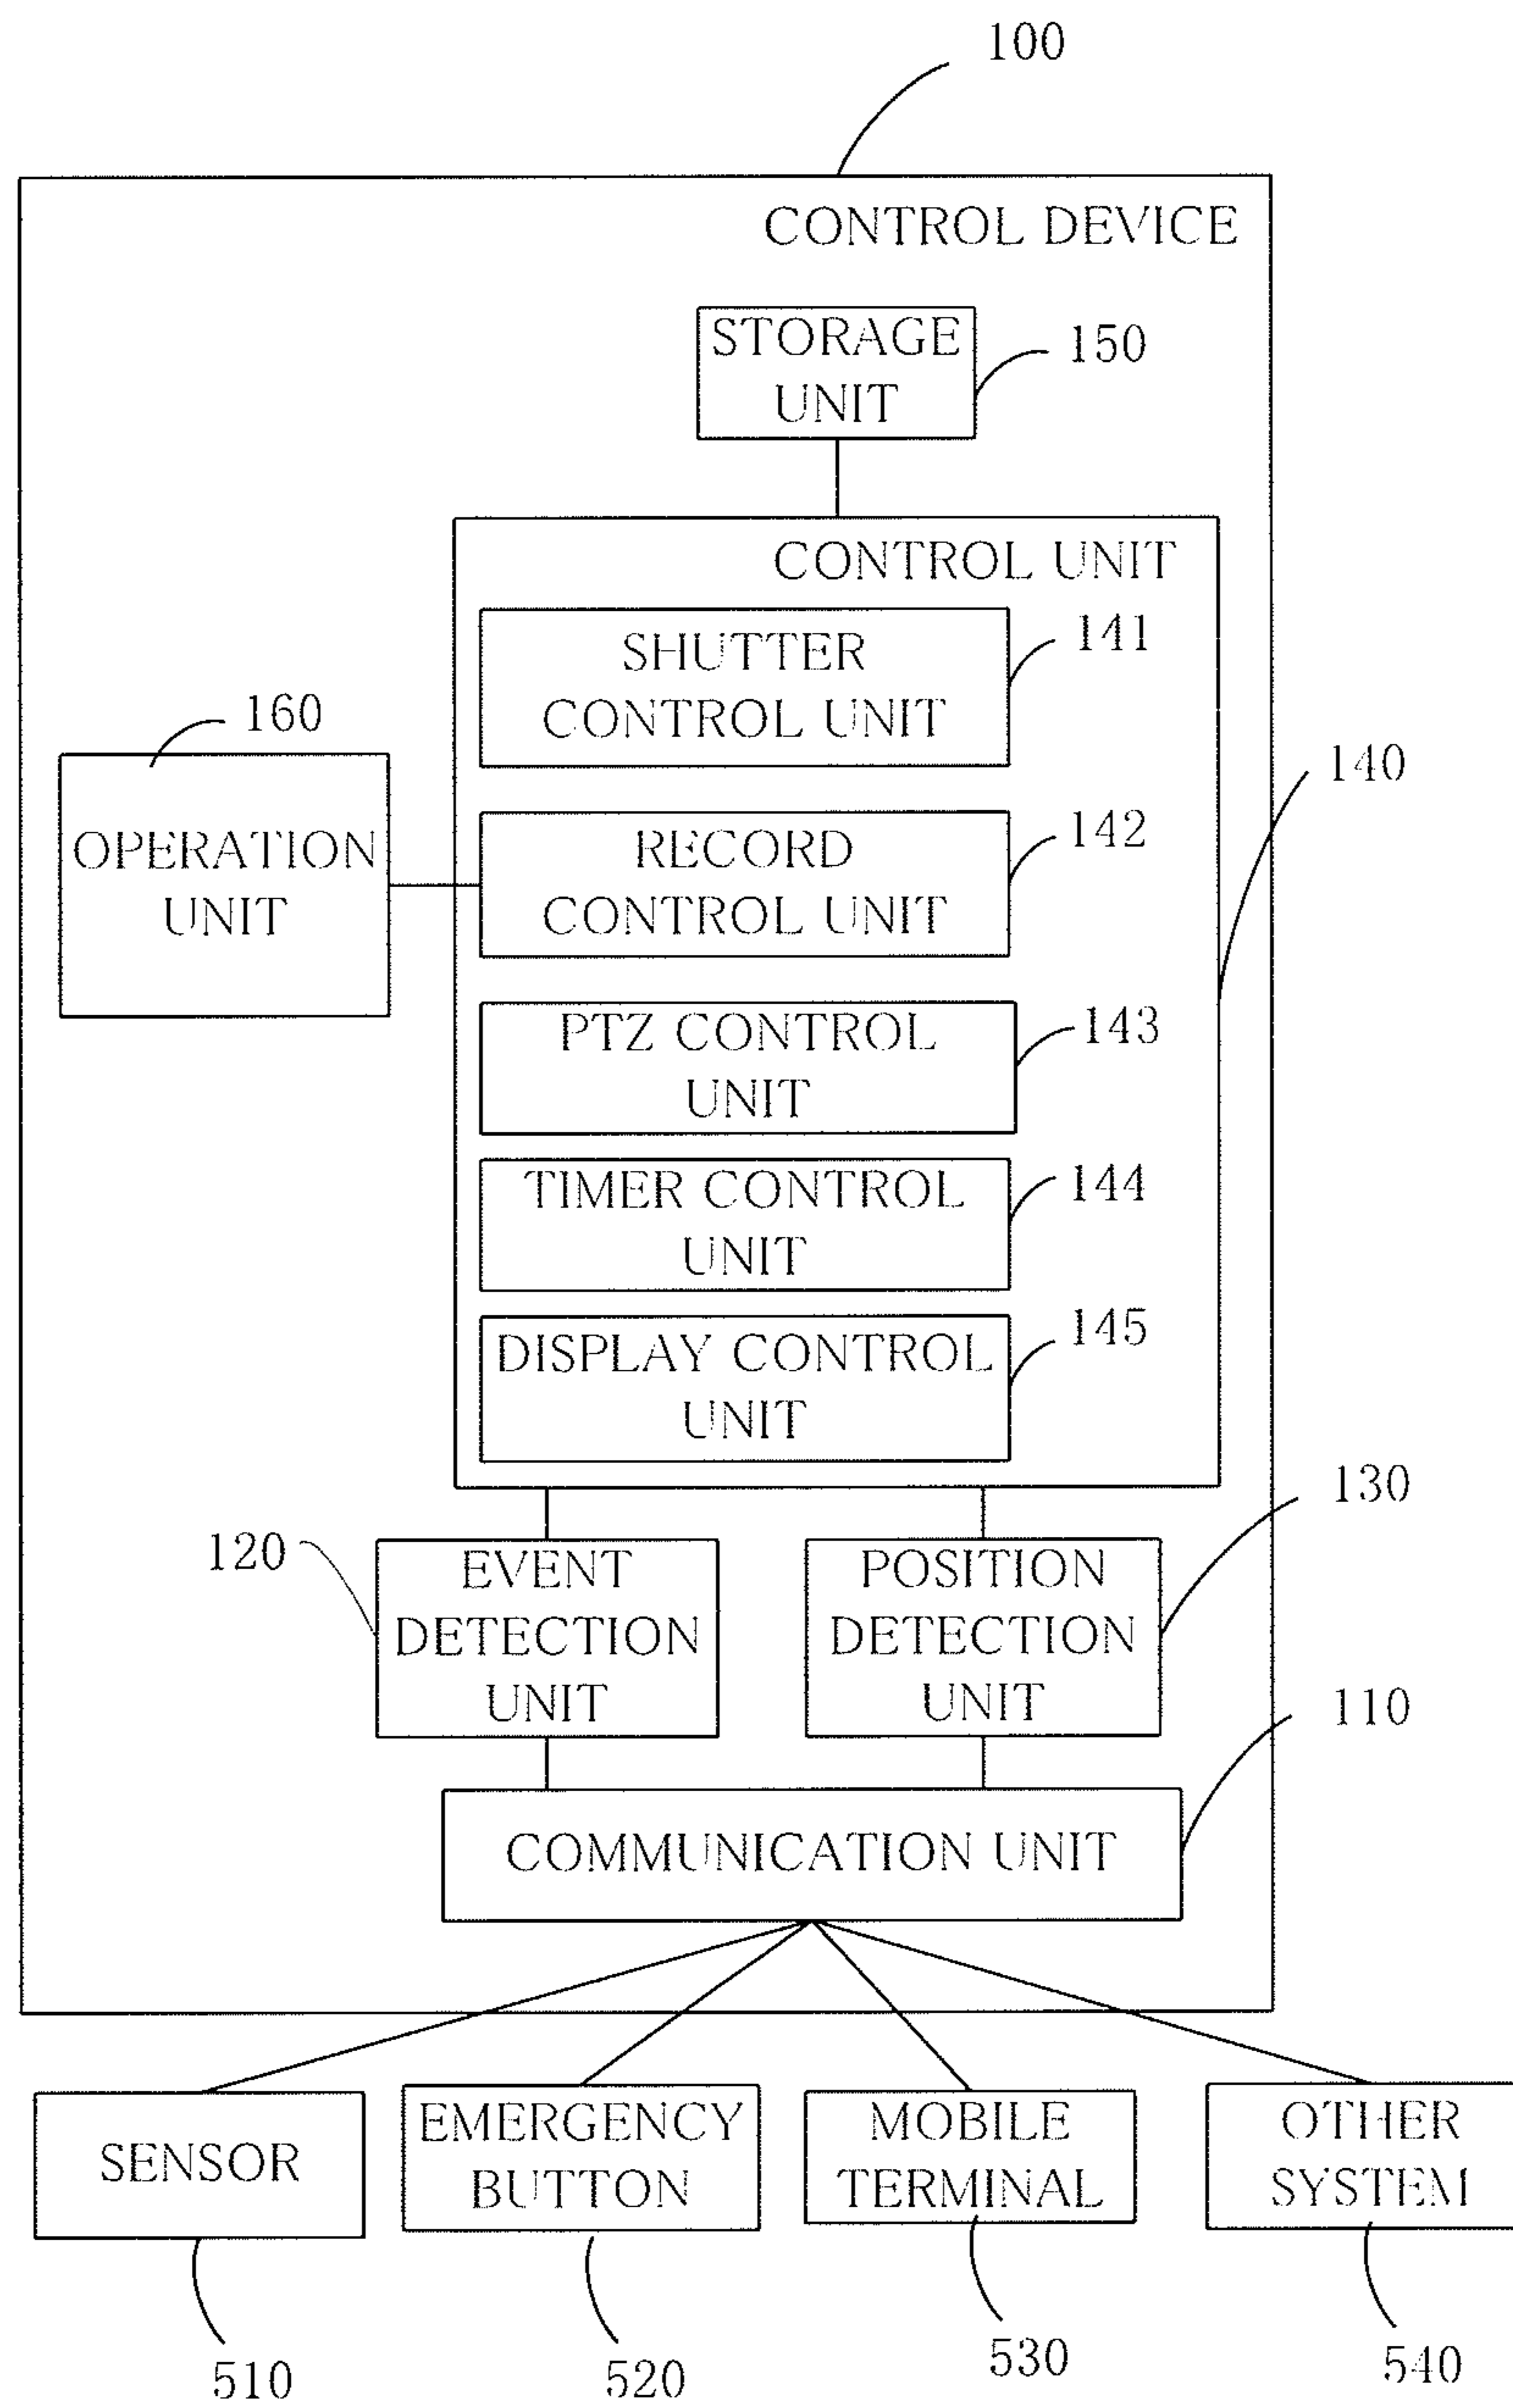 100
CONTROL DEVICE
STORAGE
UNIT
150
CONTROL UNIT
SHUTTER
CONTROL UNIT
141
160
140
OPERATION
UNIT
RECORD
CONTROL UNIT
142
PTZ CONTROL
UNIT
143
TIMER CONTROL
UNIT
144
DISPLAY CONTROL
UNIT
145
130
120
EVENT
DETECTION
UNIT
POSITION
DETECTION
UNIT
110
COMMUNICATION UNIT
SENSOR
EMERGENCY
BUTTON
MOBILE
TERMINAL
OTHER
SYSTEM
510
520
530
540